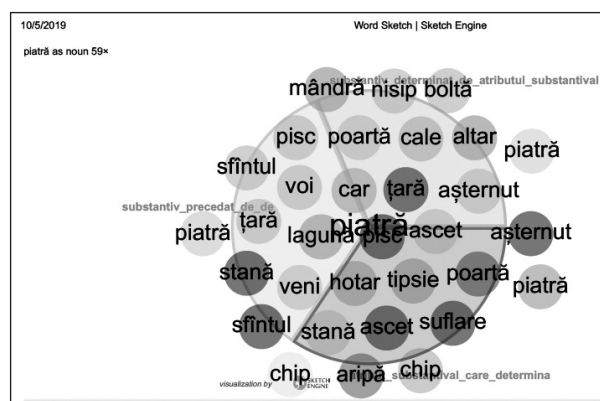 10/5/2019 Word Sketch | Sketch Engine
piatră as noun 59×
mândră nisip boltă
substantiv_determinat_de_atributul_substantival
pisc poartă cale altar
piatră
sfîntul
voi car țară așternut
substantiv_precedat_de_de
țară piatră
piatră laguna pisc ascet așternut
stană
veni hotar tipsie poartă piatră
sfîntul stană ascet suflare
substantival_care_determina
chip aripă chip
visualization by SKETCH
ENGINE